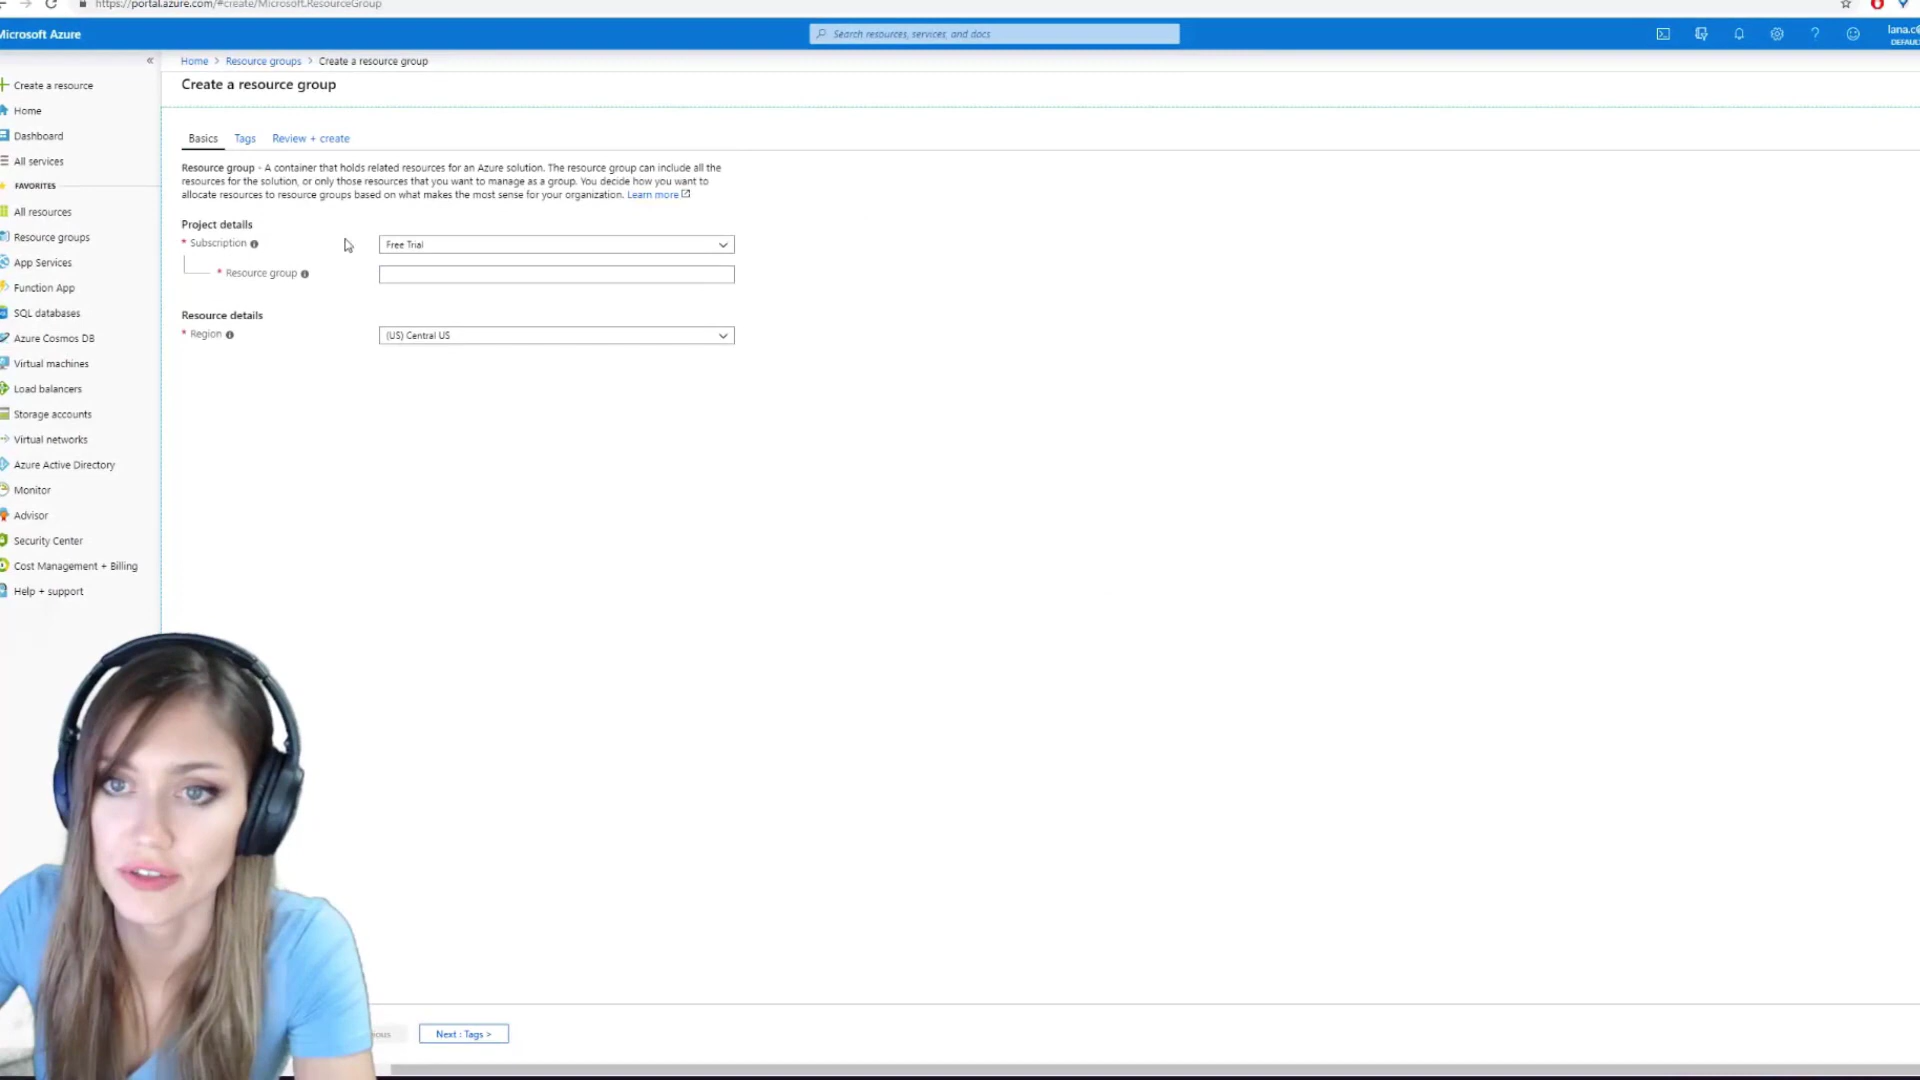 https://portal.azure.com/#create/Microsoft.ResourceGroup
Microsoft Azure
Search resources, services, and docs
lana.c@
DEFAUL
Home > Resource groups > Create a resource group
Create a resource group
Create a resource
Home
Dashboard
All services
FAVORITES
All resources
Resource groups
App Services
Function App
SQL databases
Azure Cosmos DB
Virtual machines
Load balancers
Storage accounts
Virtual networks
Azure Active Directory
Monitor
Advisor
Security Center
Cost Management + Billing
Help + support
Basics Tags Review + create
Resource group - A container that holds related resources for an Azure solution. The resource group can include all the
resources for the solution, or only those resources that you want to manage as a group. You decide how you want to
allocate resources to resource groups based on what makes the most sense for your organization. Learn more
Project details
* Subscription Free Trial
* Resource group
Resource details
* Region (US) Central US
ious
Next : Tags >